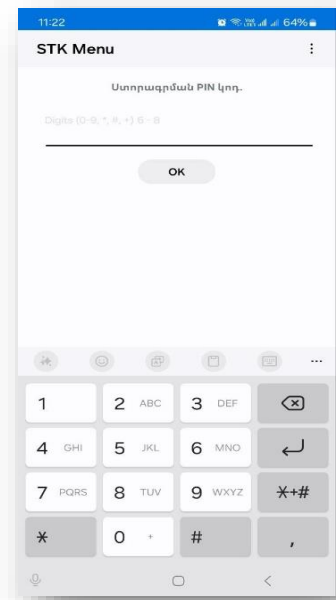 11:22
64%
STK Menu
Ստորագրման PIN կոդ.
Digits (0-9, *, #, +) 6 - 8
OK
1
2 ABC
3 DEF
4 GHI
5 JKL
6 MNO
7 PQRS
8 TUV
9 WXYZ
*+#
*
0 +
#
,